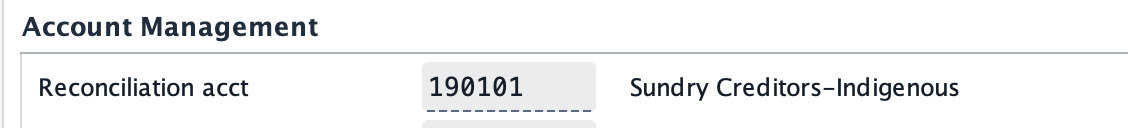 Account Management
Reconciliation acct 190101 Sundry Creditors-Indigenous